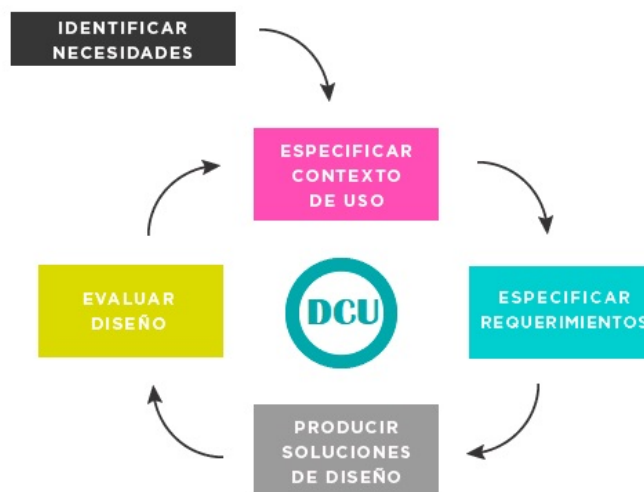 IDENTIFICAR
NECESIDADES
ESPECIFICAR
CONTEXTO
DE USO
ESPECIFICAR
REQUERIMIENTOS
PRODUCIR
SOLUCIONES
DE DISEÑO
EVALUAR
DISEÑO
DCU